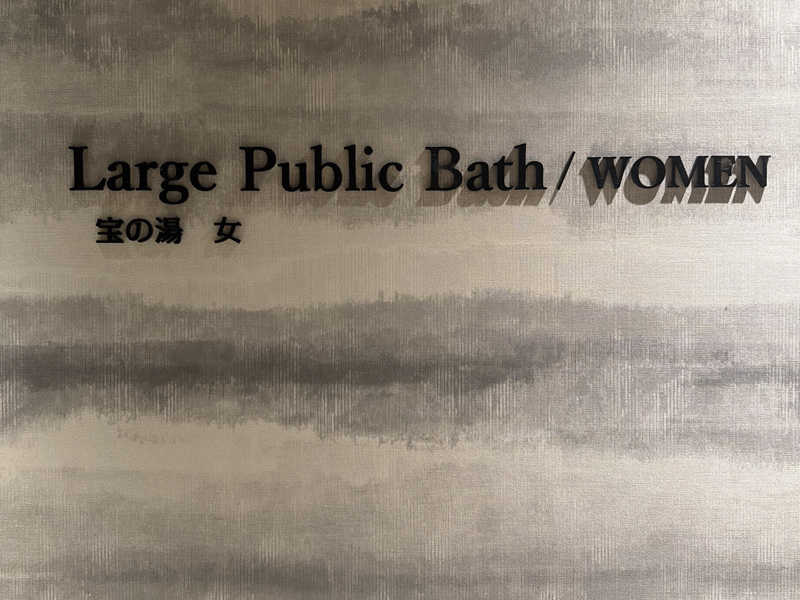 Large Public Bath / WOMEN
宝の湯　女